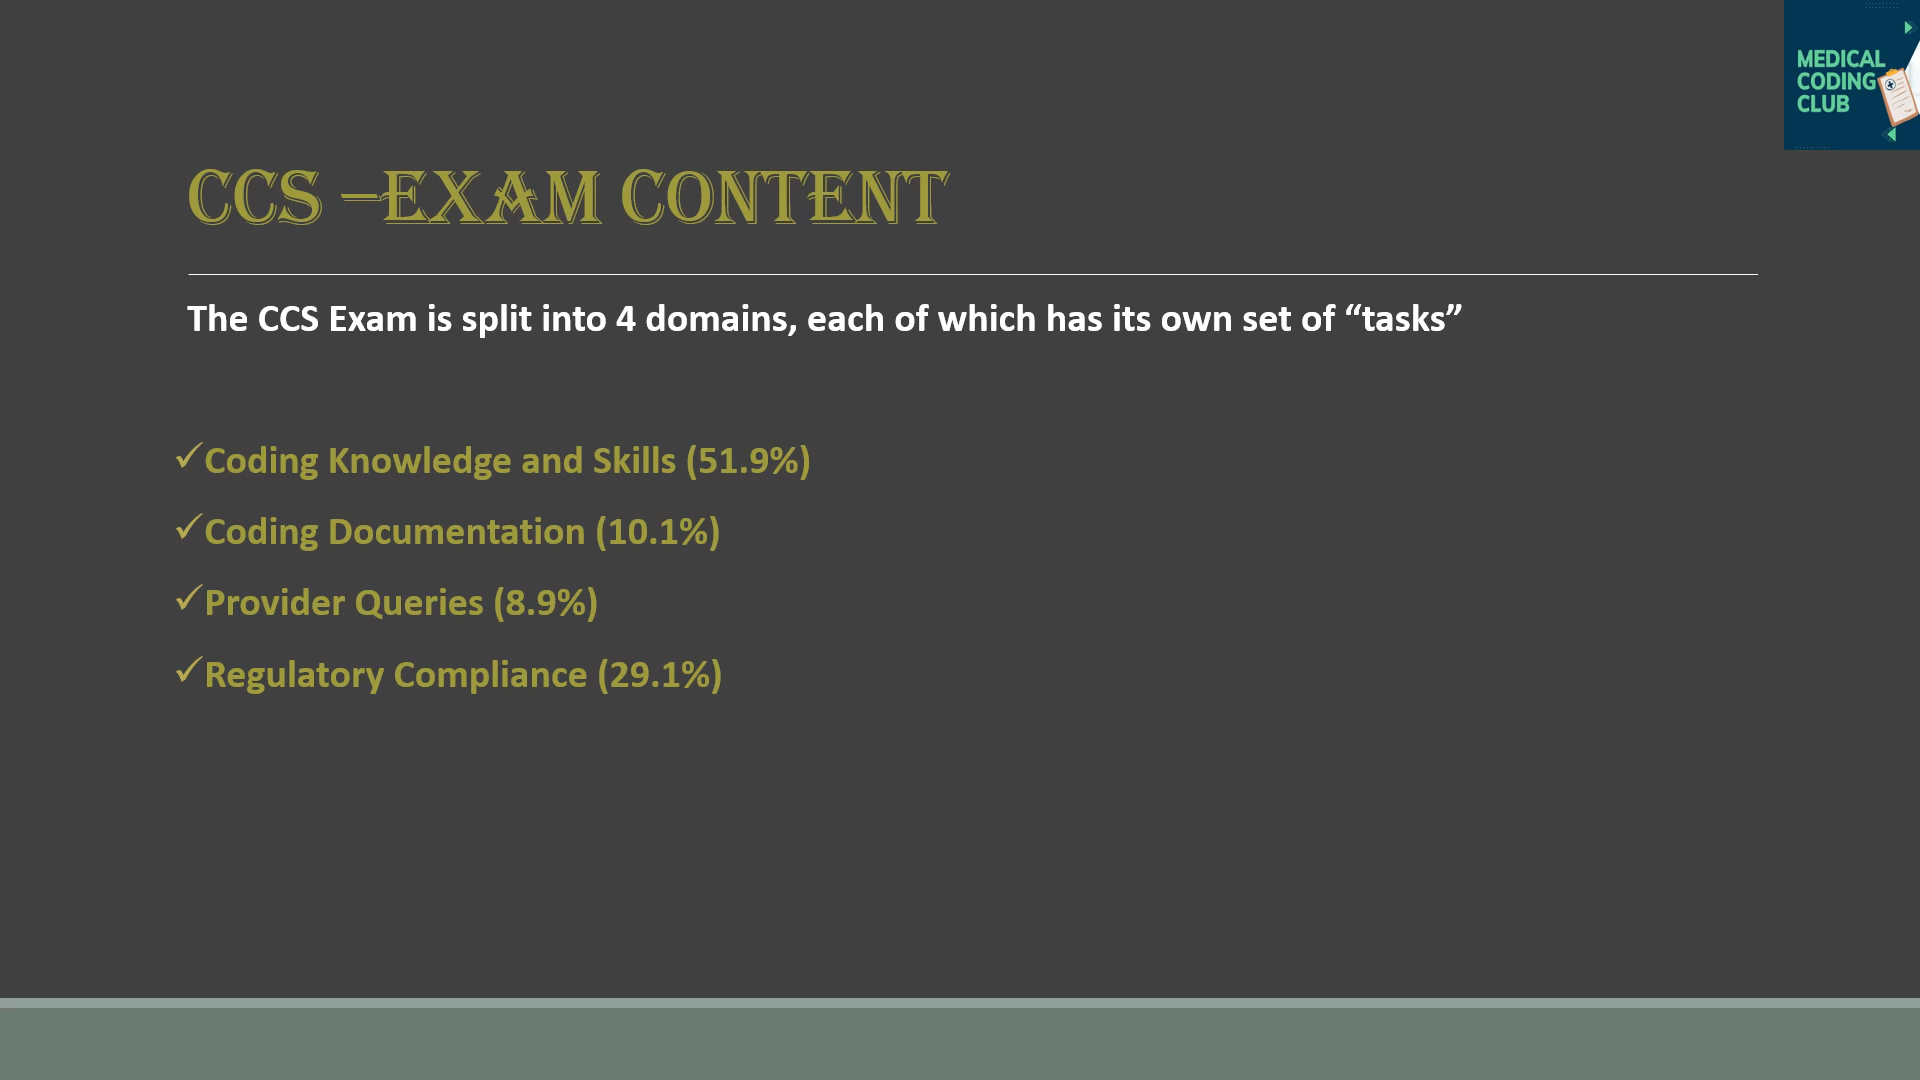 MEDICAL
CODING
CLUB
CCS –EXAM CONTENT
The CCS Exam is split into 4 domains, each of which has its own set of “tasks”
✓Coding Knowledge and Skills (51.9%)
✓Coding Documentation (10.1%)
✓Provider Queries (8.9%)
✓Regulatory Compliance (29.1%)